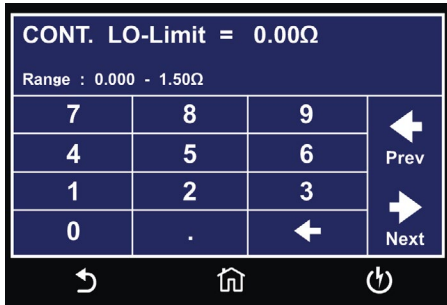 CONT. LO-Limit = 0.00Ω
Range : 0.000 - 1.50Ω
7 8 9
4 5 6 Prev
1 2 3
0 . Next